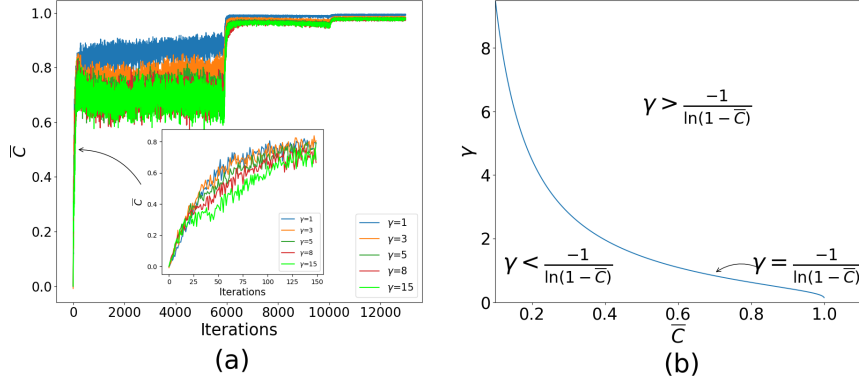 1.0
0.8
0.6
0.4
0.2
0.0
C̅
0 2000 4000 6000 8000 10000 12000
Iterations
(a)
0.8
0.6
0.4
0.2
0.0
C̅
0 25 50 75 100 125 150
Iterations
γ=1
γ=3
γ=5
γ=8
γ=15
γ=1
γ=3
γ=5
γ=8
γ=15
8
6
4
2
0
γ
γ > -1 / ln(1 − C̅)
γ < -1 / ln(1 − C̅)
γ = -1 / ln(1 − C̅)
0.2 0.4 0.6 0.8 1.0
C̅
(b)